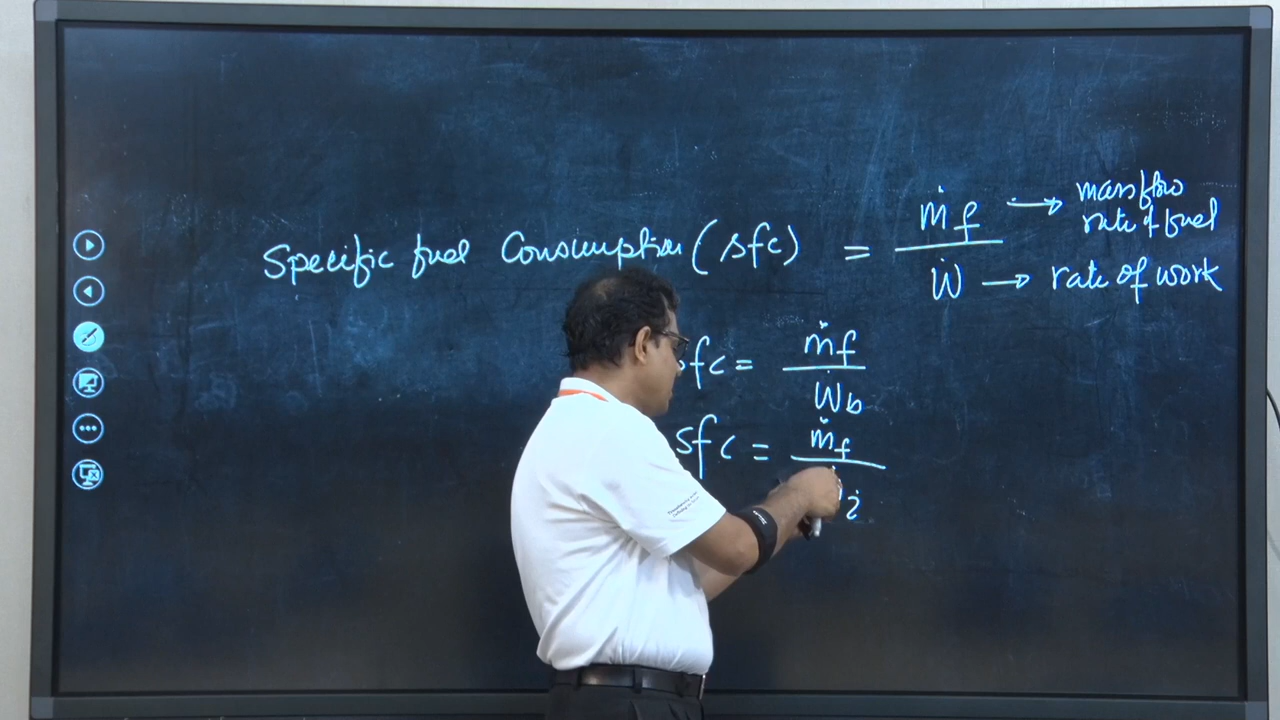 Specific fuel Consumption (sfc) = ṁf / Ẇ
→ mass flow
rate of fuel
→ rate of work
sfc = ṁf / Ẇb
sfc = ṁf / i